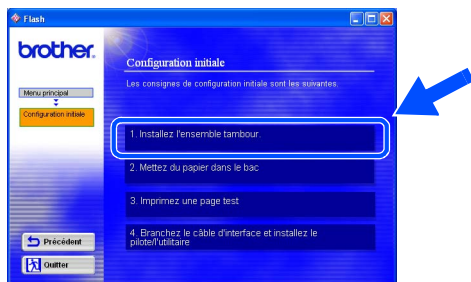 Flash
brother.
Configuration initiale
Les consignes de configuration initiale sont les suivantes.
Menu principal
Configuration initiale
1. Installez l'ensemble tambour.
2. Mettez du papier dans le bac
3. Imprimez une page test
4. Branchez le câble d'interface et installez le
pilote/l'utilitaire
Précédent
Quitter